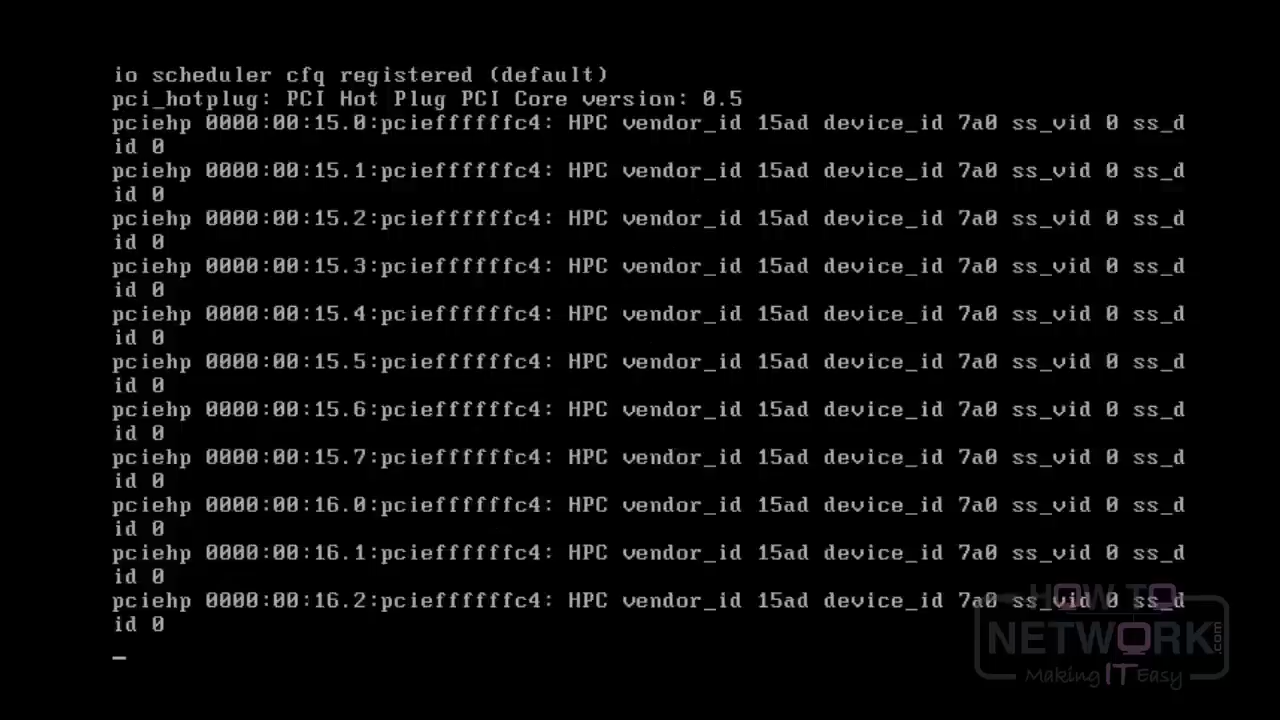 io scheduler cfq registered (default)
pci_hotplug: PCI Hot Plug PCI Core version: 0.5
pciehp 0000:00:15.0:pcieffffffc4: HPC vendor_id 15ad device_id 7a0 ss_vid 0 ss_d
id 0
pciehp 0000:00:15.1:pcieffffffc4: HPC vendor_id 15ad device_id 7a0 ss_vid 0 ss_d
id 0
pciehp 0000:00:15.2:pcieffffffc4: HPC vendor_id 15ad device_id 7a0 ss_vid 0 ss_d
id 0
pciehp 0000:00:15.3:pcieffffffc4: HPC vendor_id 15ad device_id 7a0 ss_vid 0 ss_d
id 0
pciehp 0000:00:15.4:pcieffffffc4: HPC vendor_id 15ad device_id 7a0 ss_vid 0 ss_d
id 0
pciehp 0000:00:15.5:pcieffffffc4: HPC vendor_id 15ad device_id 7a0 ss_vid 0 ss_d
id 0
pciehp 0000:00:15.6:pcieffffffc4: HPC vendor_id 15ad device_id 7a0 ss_vid 0 ss_d
id 0
pciehp 0000:00:15.7:pcieffffffc4: HPC vendor_id 15ad device_id 7a0 ss_vid 0 ss_d
id 0
pciehp 0000:00:16.0:pcieffffffc4: HPC vendor_id 15ad device_id 7a0 ss_vid 0 ss_d
id 0
pciehp 0000:00:16.1:pcieffffffc4: HPC vendor_id 15ad device_id 7a0 ss_vid 0 ss_d
id 0
pciehp 0000:00:16.2:pcieffffffc4: HPC vendor_id 15ad device_id 7a0 ss_vid 0 ss_d
id 0
_
HOW TO
NETWORK.com
Making IT Easy